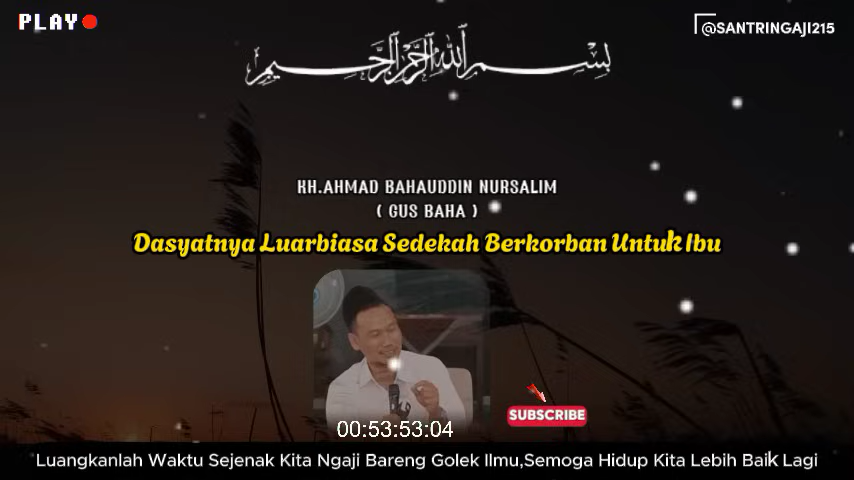 PLAY
@SANTRINGAJI215
بسم الله الرحمن الرحيم
KH.AHMAD BAHAUDDIN NURSALIM
( GUS BAHA )
Dasyatnya Luarbiasa Sedekah Berkorban Untuk Ibu
00:53:53:04
SUBSCRIBE
Luangkanlah Waktu Sejenak Kita Ngaji Bareng Golek Ilmu,Semoga Hidup Kita Lebih Baik Lagi